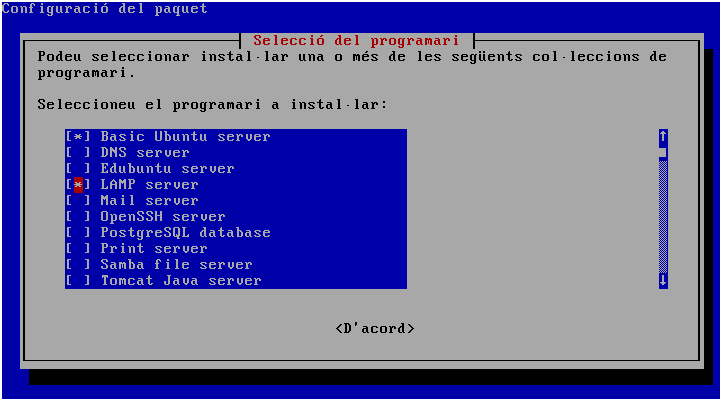 Configuració del paquet
Selecció del programari
Podeu seleccionar instal·lar una o més de les següents col·leccions de
programari.
Seleccioneu el programari a instal·lar:
[*] Basic Ubuntu server
[ ] DNS server
[ ] Edubuntu server
[*] LAMP server
[ ] Mail server
[ ] OpenSSH server
[ ] PostgreSQL database
[ ] Print server
[ ] Samba file server
[ ] Tomcat Java server
<D'acord>